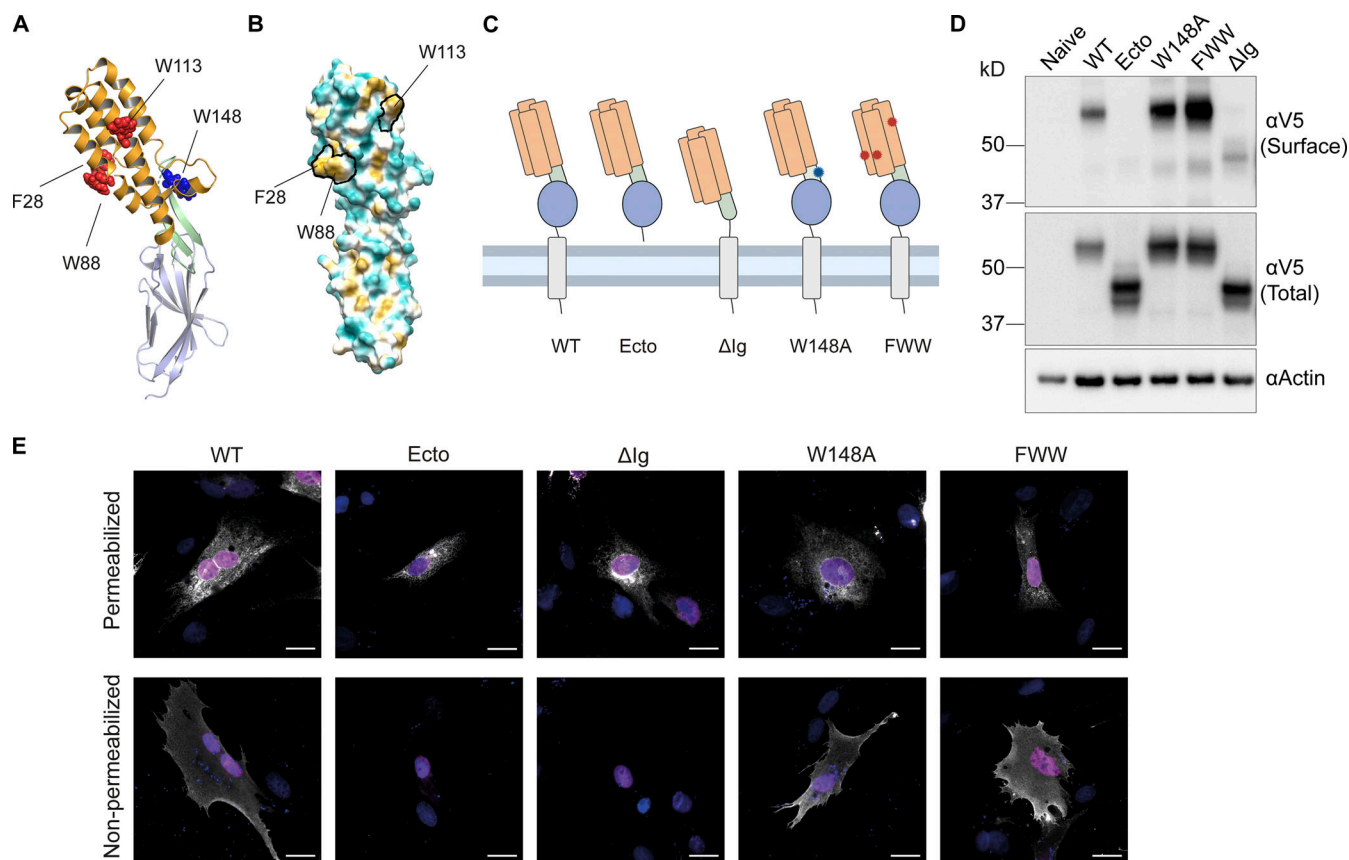 A
W113
W148
F28
W88
B
W113
F28
W88
C
WT
Ecto
ΔIg
W148A
FWW
D
Naive
WT
Ecto
W148A
FWW
ΔIg
kD
50
37
αV5
(Surface)
50
37
αV5
(Total)
αActin
E
WT
Ecto
ΔIg
W148A
FWW
Permeabilized
Non-permeabilized